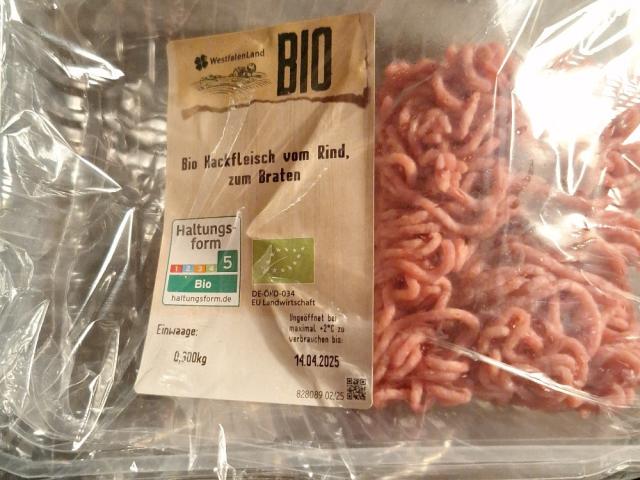 WestfalenLand
BIO
Bio Hackfleisch vom Rind,
zum Braten
Haltungs-
form
1 2 3 4 5
Bio
haltungsform.de
DE-ÖKO-034
EU Landwirtschaft
Ungeöffnet bei
maximal +2°C zu
verbrauchen bis:
14.04.2025
Einwaage:
0,300kg
828089 02/25